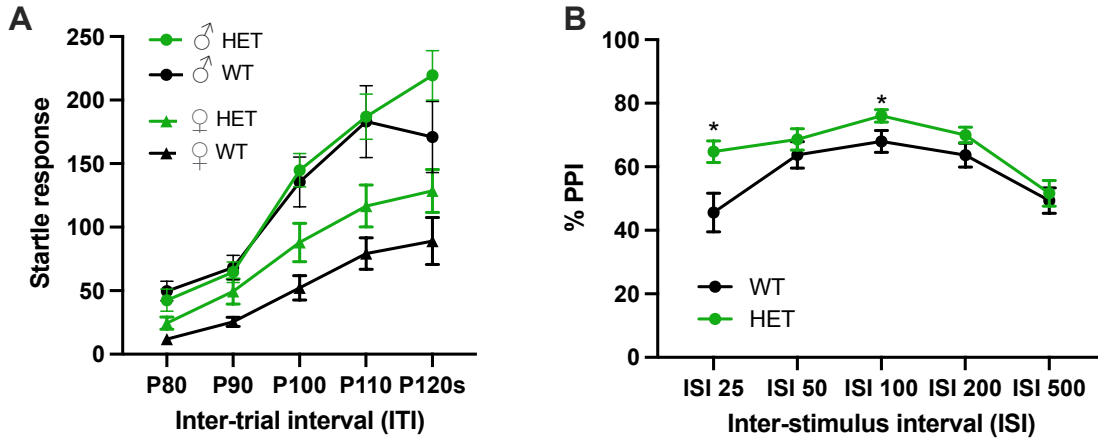 A
250
200
150
100
50
0
Startle response
♂ HET
♂ WT
♀ HET
♀ WT
P80 P90 P100 P110 P120s
Inter-trial interval (ITI)
B
100
80
60
40
20
0
% PPI
*
*
WT
HET
ISI 25 ISI 50 ISI 100 ISI 200 ISI 500
Inter-stimulus interval (ISI)